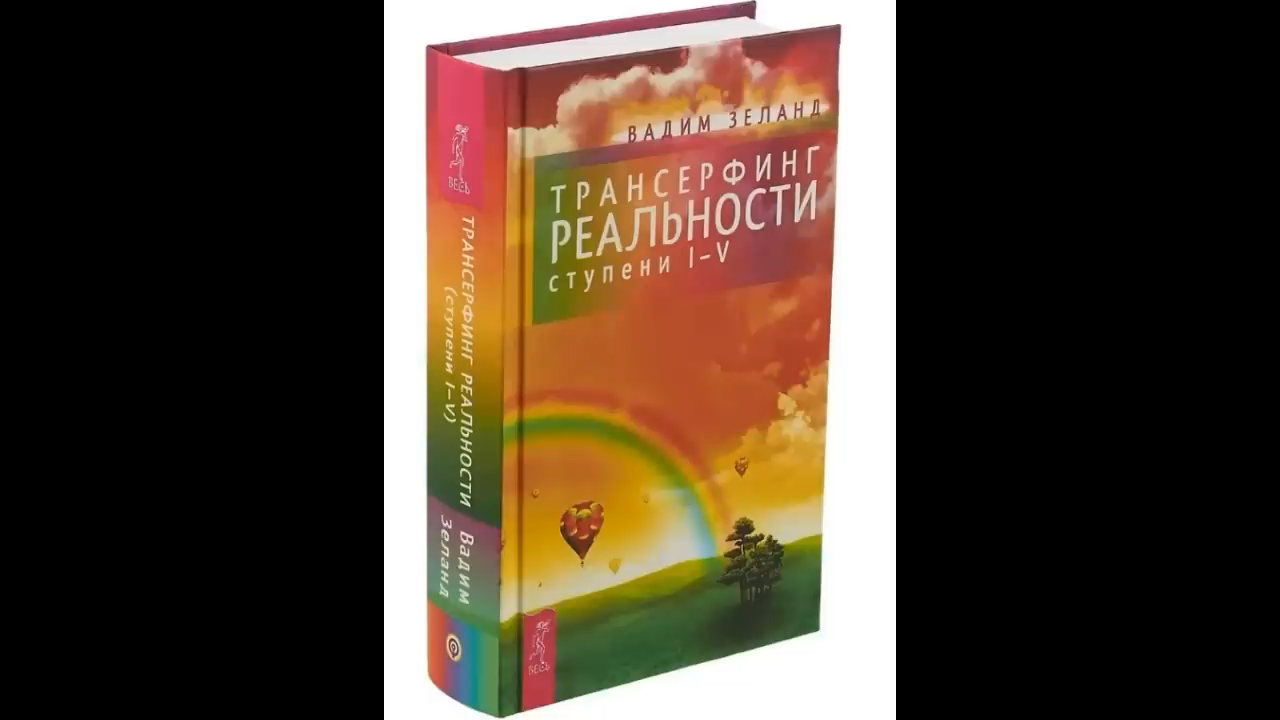 ВАДИМ ЗЕЛАНД
ТРАНСЕРФИНГ
РЕАЛЬНОСТИ
ступени I–V
ВЕСЬ
ВЕСЬ
ТРАНСЕРФИНГ РЕАЛЬНОСТИ
(ступени I–V)
Вадим
Зеланд